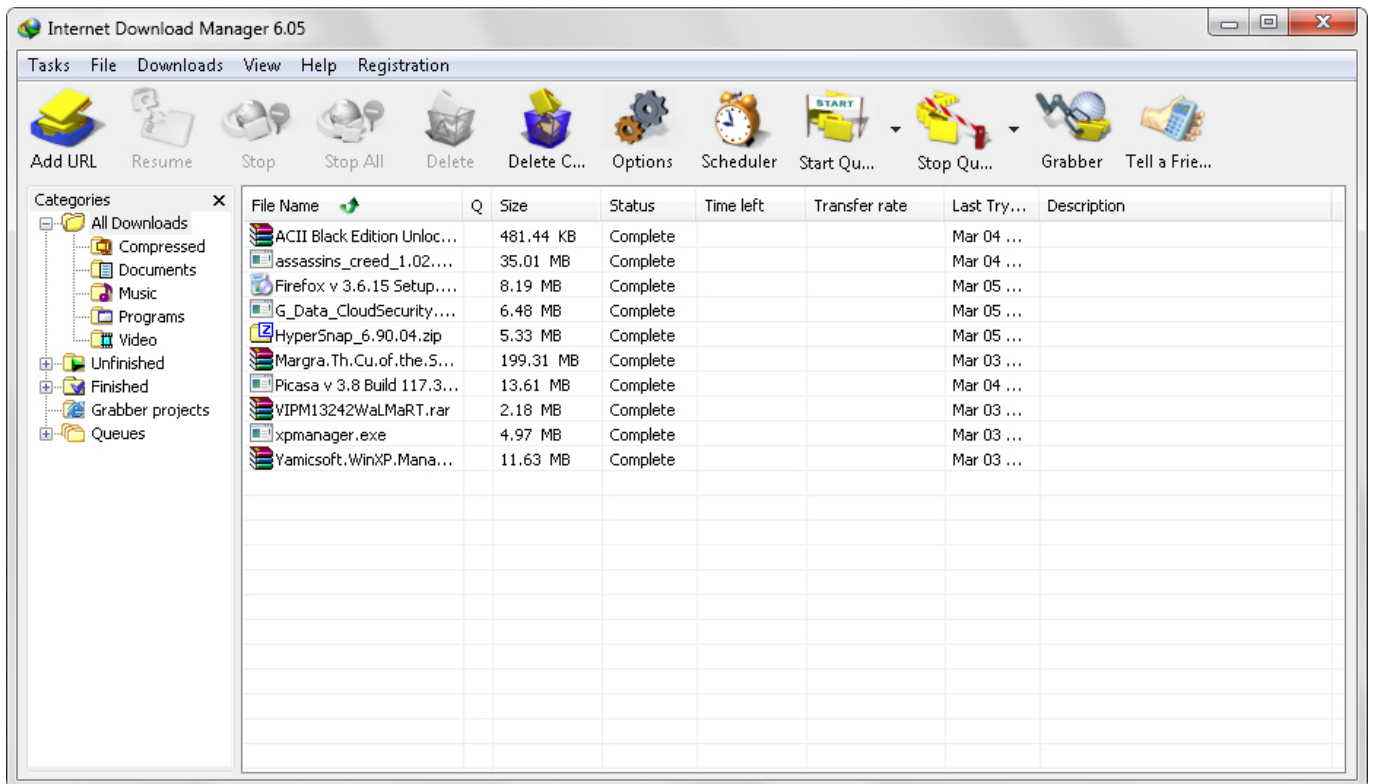 Internet Download Manager 6.05
Tasks File Downloads View Help Registration
START
Add URL Resume Stop Stop All Delete Delete C... Options Scheduler Start Qu... Stop Qu... Grabber Tell a Frie...
Categories
All Downloads
Compressed
Documents
Music
Programs
Video
Unfinished
Finished
Grabber projects
Queues
File Name Q Size Status Time left Transfer rate Last Try... Description
ACII Black Edition Unloc... 481.44 KB Complete Mar 04 ...
assassins_creed_1.02.... 35.01 MB Complete Mar 04 ...
Firefox v 3.6.15 Setup.... 8.19 MB Complete Mar 05 ...
G_Data_CloudSecurity.... 6.48 MB Complete Mar 05 ...
HyperSnap_6.90.04.zip 5.33 MB Complete Mar 05 ...
Margra.Th.Cu.of.the.S... 199.31 MB Complete Mar 03 ...
Picasa v 3.8 Build 117.3... 13.61 MB Complete Mar 04 ...
VIPM13242WaLMaRT.rar 2.18 MB Complete Mar 03 ...
xpmanager.exe 4.97 MB Complete Mar 03 ...
Yamicsoft.WinXP.Mana... 11.63 MB Complete Mar 03 ...